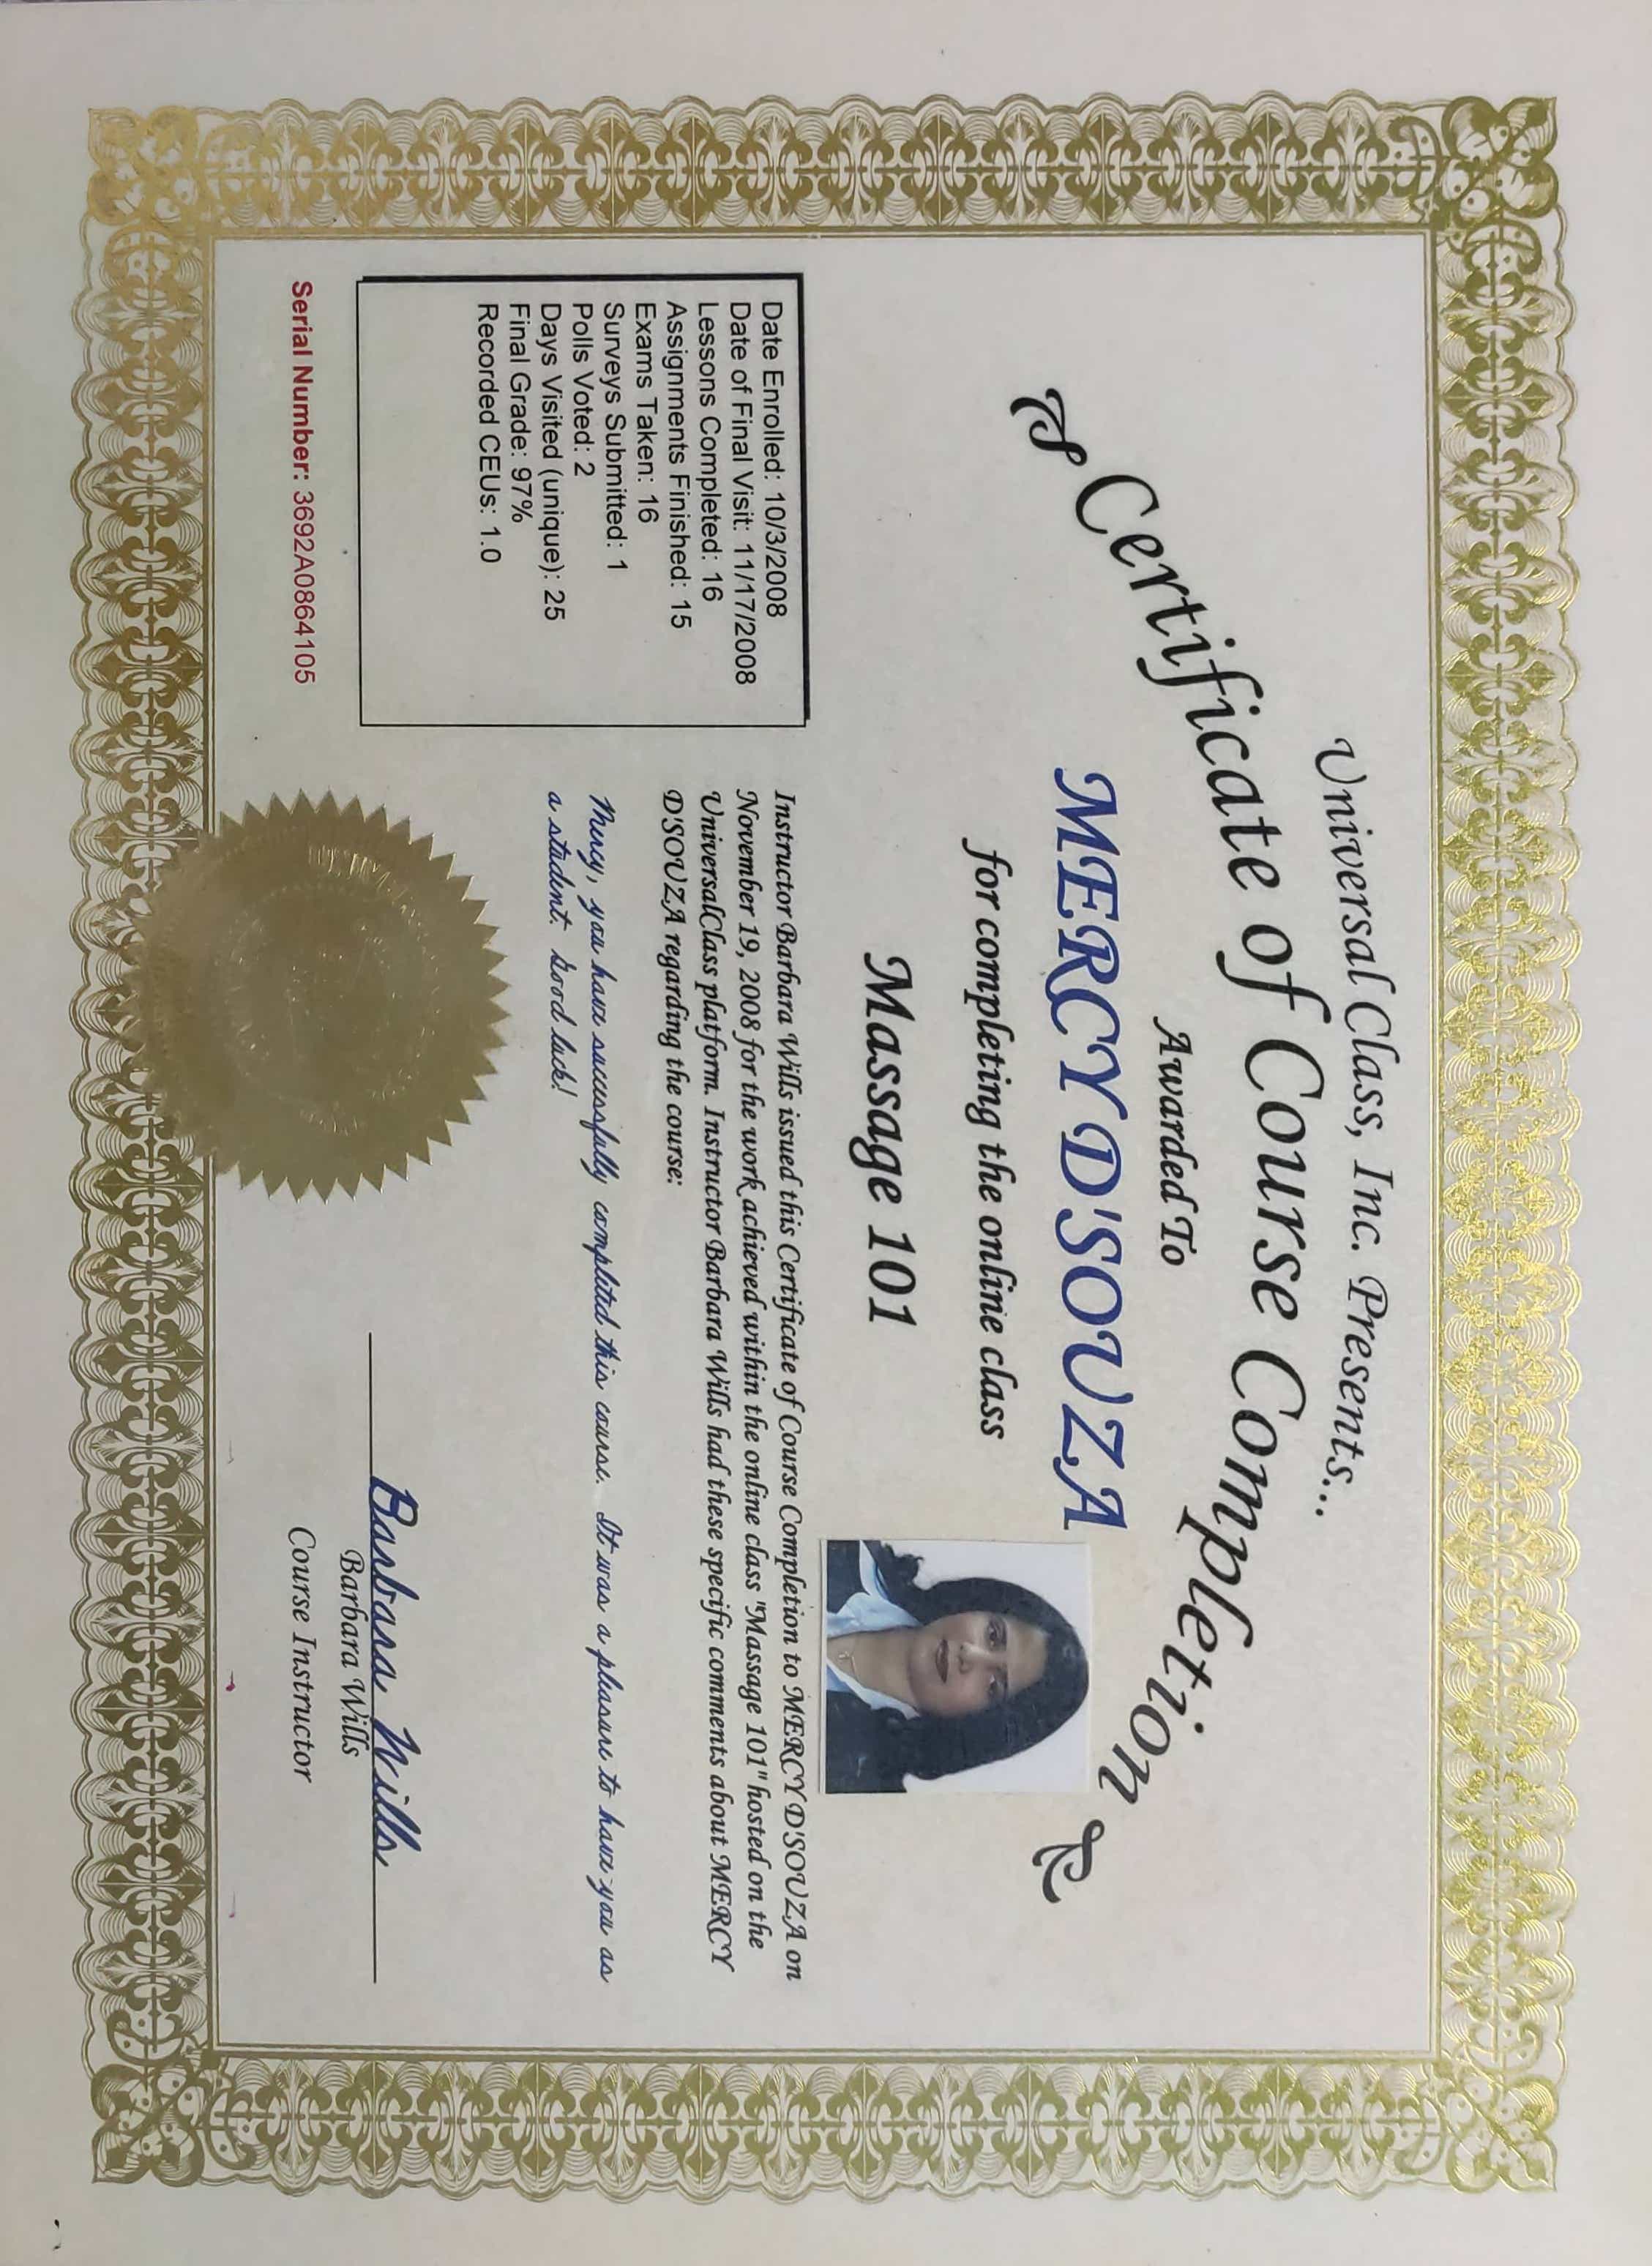 Universal Class, Inc. Presents...
Certificate of Course Completion
Awarded To
MERCY D'SOUZA
for completing the online class
Massage 101
Date Enrolled: 10/3/2008
Date of Final Visit: 11/17/2008
Lessons Completed: 16
Assignments Finished: 15
Exams Taken: 16
Surveys Submitted: 1
Polls Voted: 2
Days Visited (unique): 25
Final Grade: 97%
Recorded CEUs: 1.0
Serial Number: 3692A0864105
Instructor Barbara Wills issued this Certificate of Course Completion to MERCY D'SOUZA on
November 19, 2008 for the work achieved within the online class "Massage 101" hosted on the
UniversalClass platform. Instructor Barbara Wills had these specific comments about MERCY
D'SOUZA regarding the course:
Mercy, you have successfully completed this course. It was a pleasure to have you as
a student. Good luck!
Barbara Wills
Barbara Wills
Course Instructor